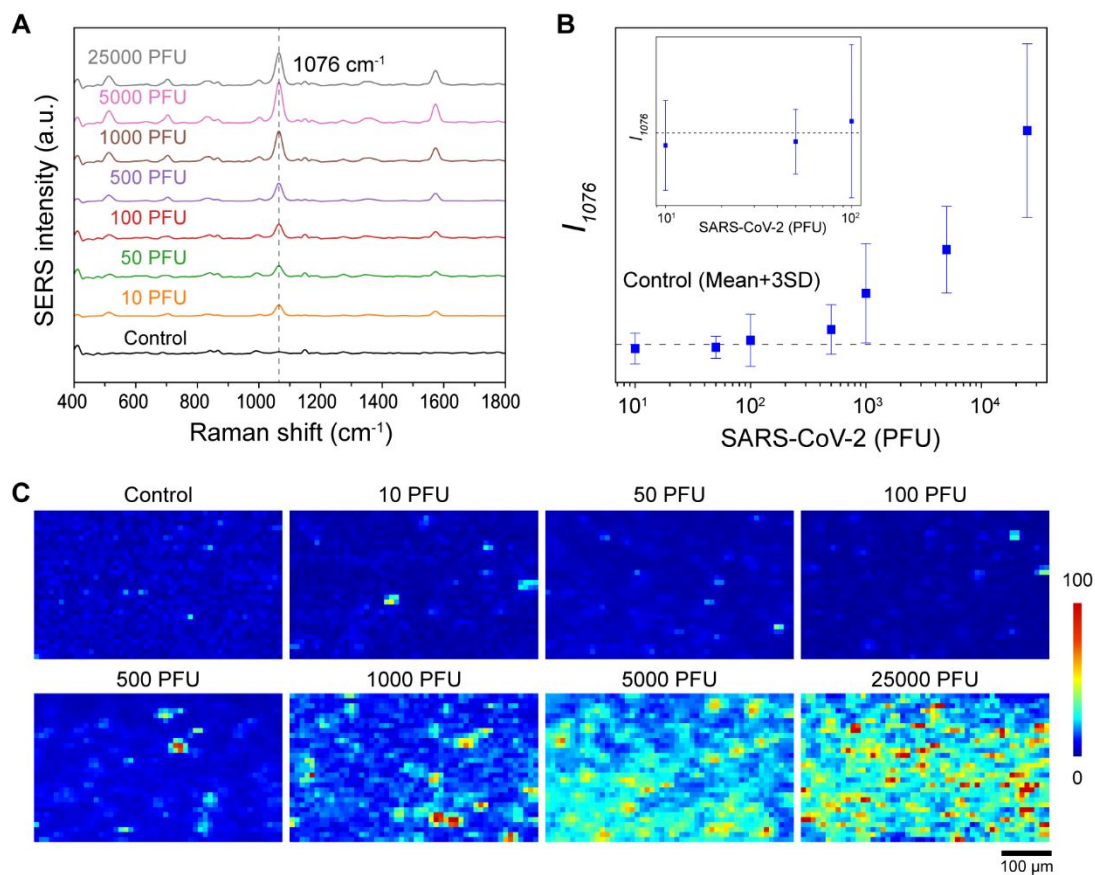 A
25000 PFU
1076 cm⁻¹
5000 PFU
1000 PFU
500 PFU
100 PFU
50 PFU
10 PFU
Control
SERS intensity (a.u.)
400 600 800 1000 1200 1400 1600 1800
Raman shift (cm⁻¹)
B
I₁₀₇₆
10¹ 10²
SARS-CoV-2 (PFU)
I₁₀₇₆
Control (Mean+3SD)
10¹ 10² 10³ 10⁴
SARS-CoV-2 (PFU)
C
Control 10 PFU 50 PFU 100 PFU
500 PFU 1000 PFU 5000 PFU 25000 PFU
100
0
100 μm